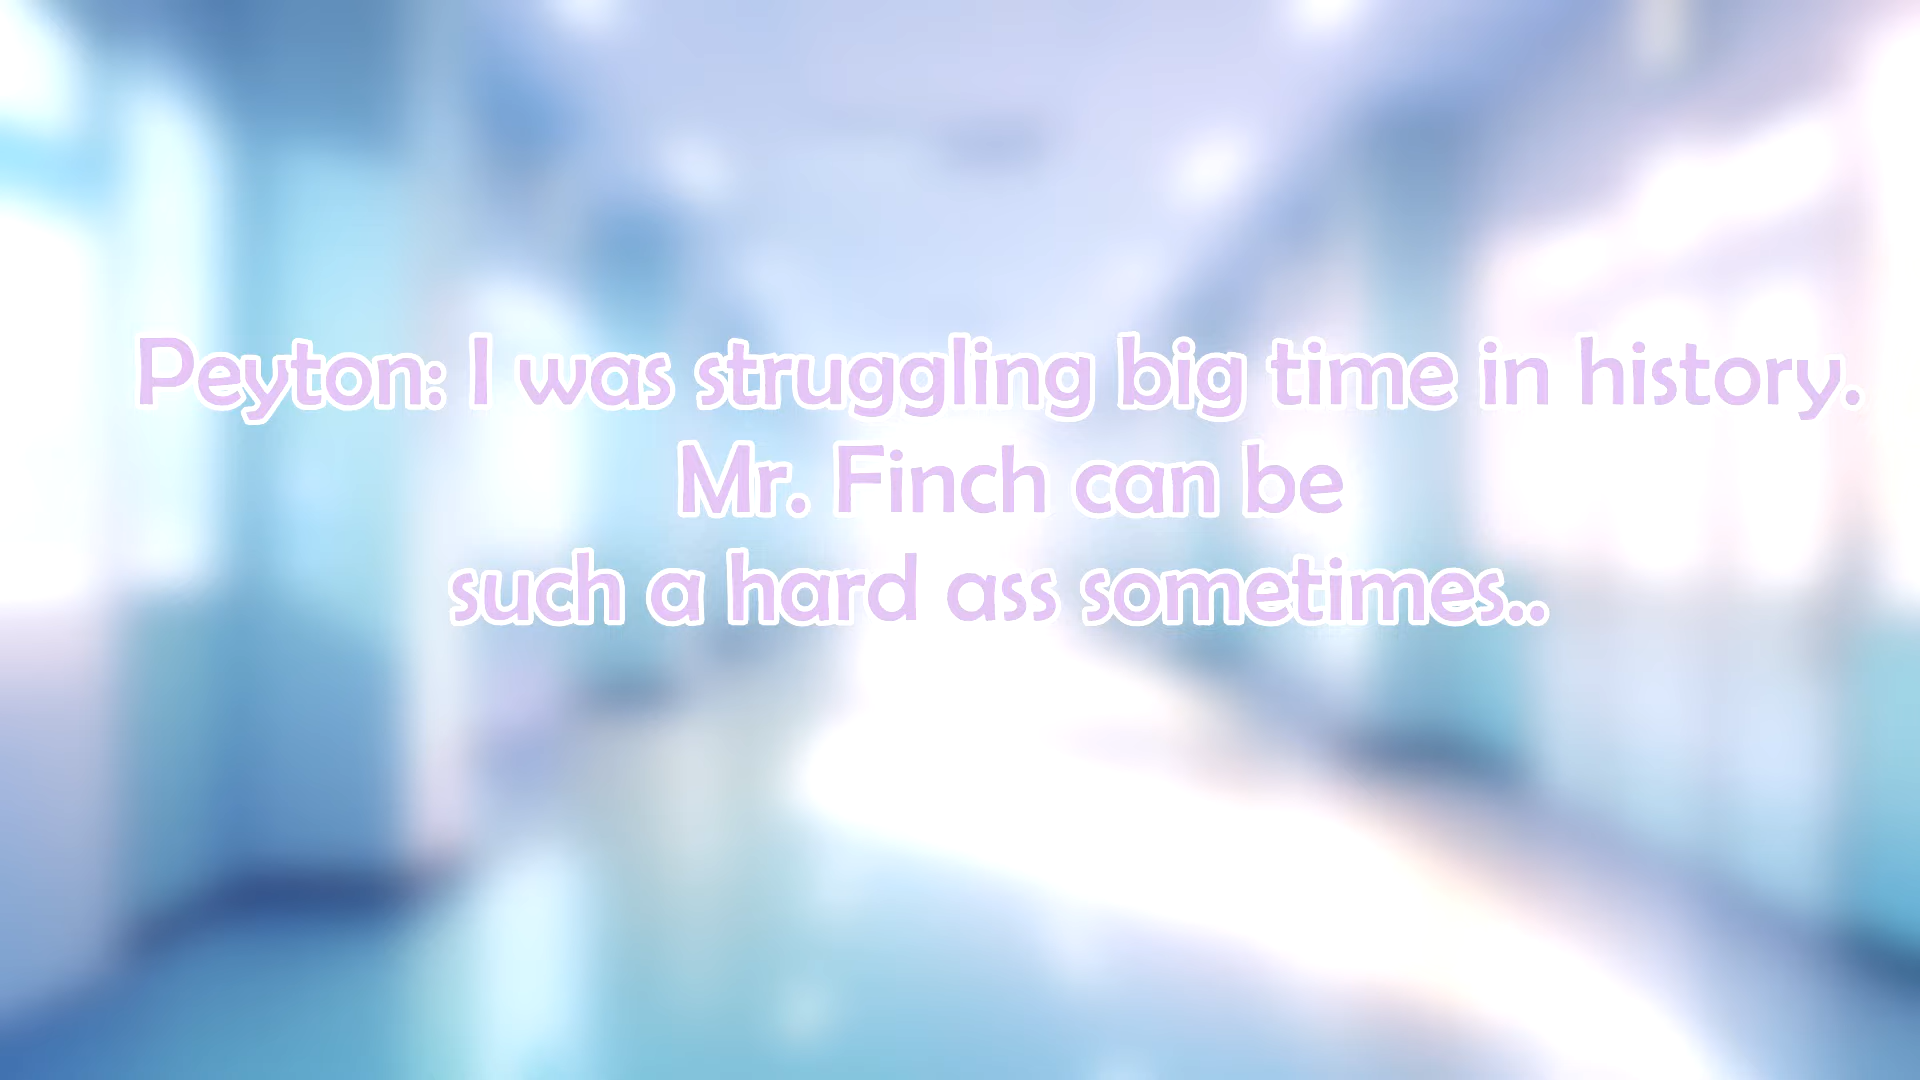 Peyton: I was struggling big time in history.
Mr. Finch can be
such a hard ass sometimes..